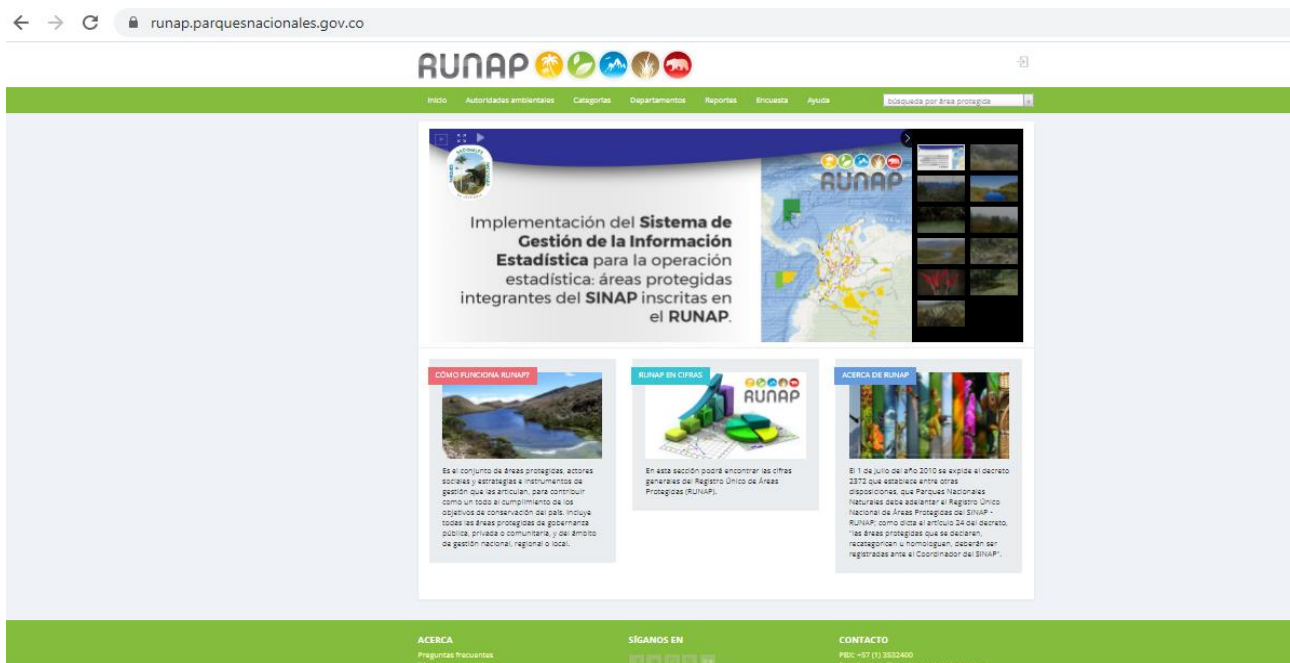 runap.parquesnacionales.gov.co
RUNAP
Inicio Autoridades ambientales Categorías Departamentos Reportes Encuesta Ayuda búsqueda por área protegida
RUNAP
Implementación del Sistema de
Gestión de la Información
Estadística para la operación
estadística: áreas protegidas
integrantes del SINAP inscritas en
el RUNAP.
CÓMO FUNCIONA RUNAP?
Es el conjunto de áreas protegidas, actores
sociales y estrategias e instrumentos de
gestión que las articulan, para contribuir
como un todo al cumplimiento de los
objetivos de conservación del país. Incluye
todas las áreas protegidas de gobernanza
pública, privada o comunitaria, y del ámbito
de gestión nacional, regional o local.
RUNAP EN CIFRAS
RUNAP
En esta sección podrá encontrar las cifras
generales del Registro Único de Áreas
Protegidas (RUNAP).
ACERCA DE RUNAP
El 1 de julio del año 2010 se expide el decreto
2372 que establece entre otras
disposiciones, que Parques Nacionales
Naturales debe adelantar el Registro Único
Nacional de Áreas Protegidas del SINAP -
RUNAP; como dicta el artículo 24 del decreto,
"las áreas protegidas que se declaren,
recategoricen u homologuen, deberán ser
registradas ante el Coordinador del SINAP".
ACERCA
Preguntas frecuentes
SÍGANOS EN
CONTACTO
PBX: +57 (1) 3532400